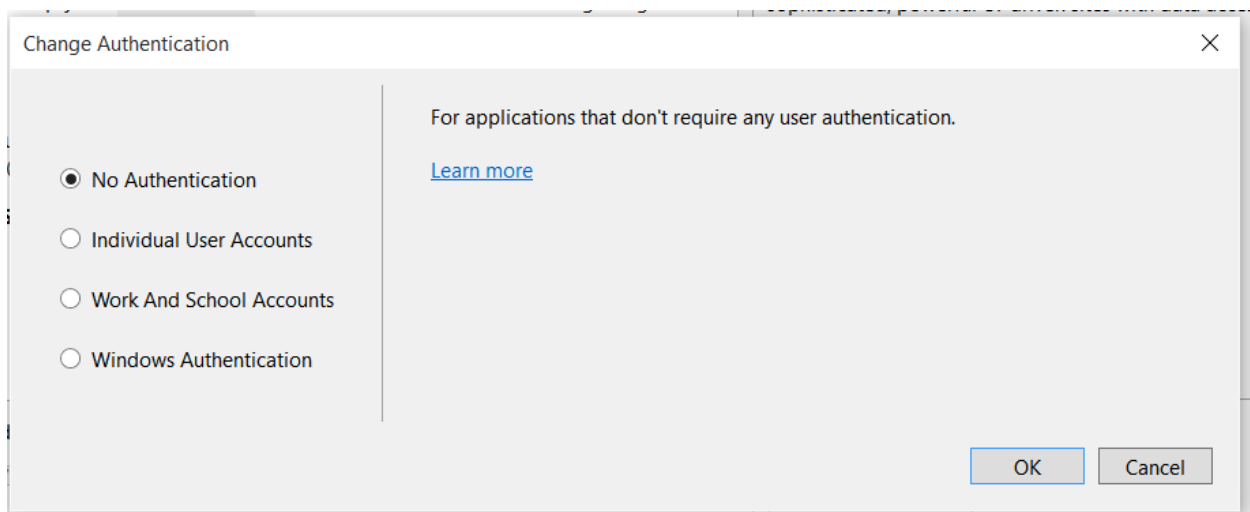 Change Authentication
For applications that don't require any user authentication.
Learn more
No Authentication
Individual User Accounts
Work And School Accounts
Windows Authentication
OK
Cancel